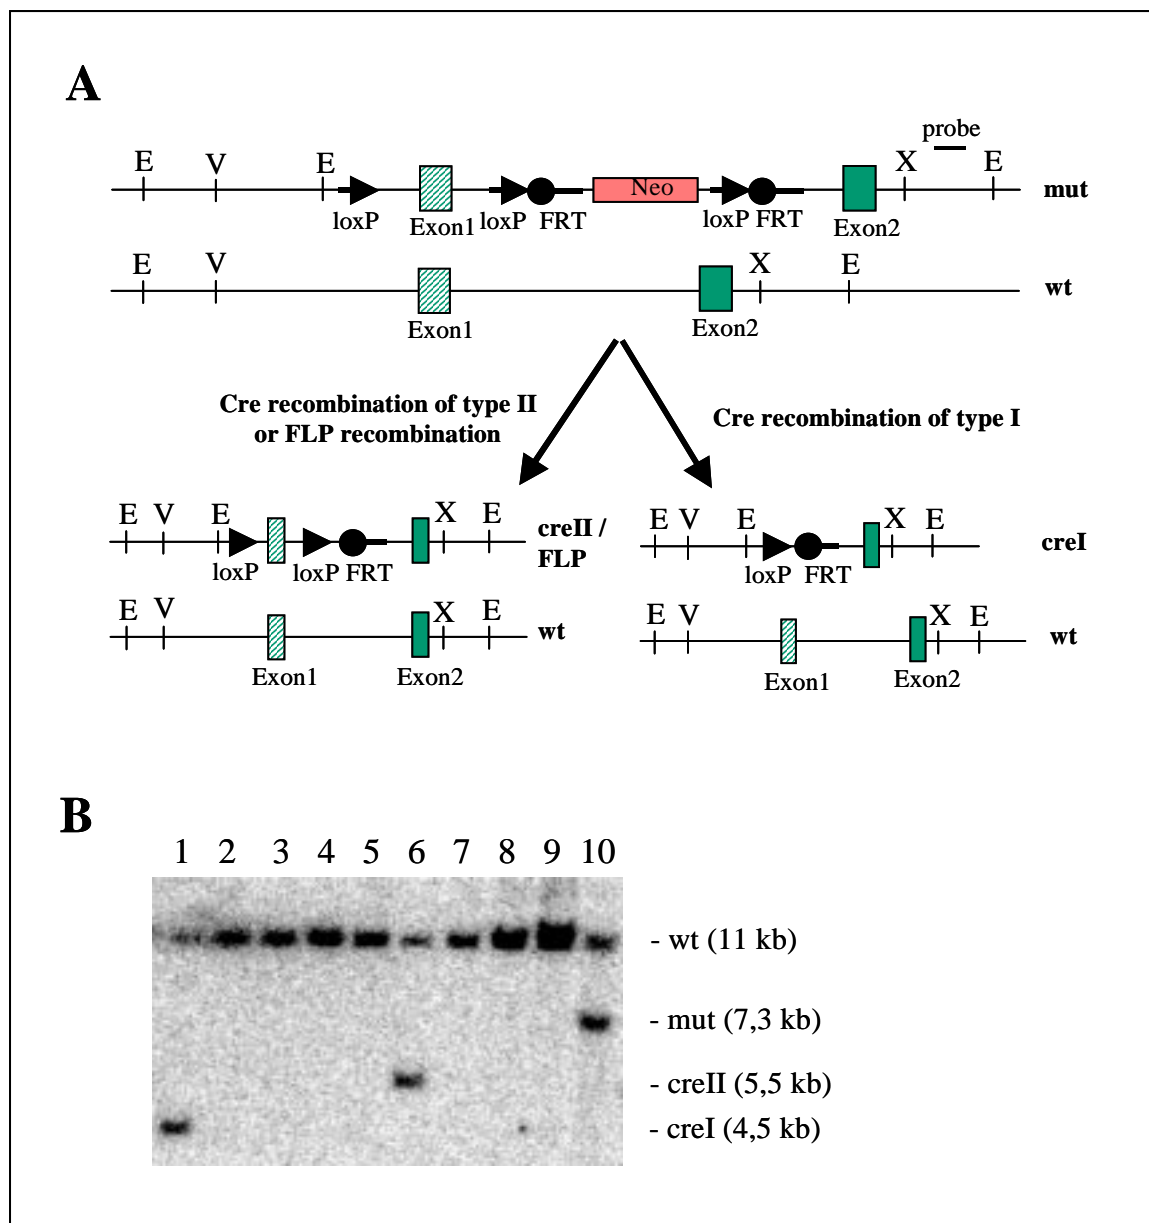 A
probe
E V E X E
Neo
mut
loxP Exon1 loxP FRT loxP FRT Exon2
E V X E
wt
Exon1 Exon2
Cre recombination of type II
or FLP recombination
Cre recombination of type I
E V E X E
creII /
FLP
loxP loxP FRT
E V X E
wt
Exon1 Exon2
E V E X E
creI
loxP FRT
E V X E
wt
Exon1 Exon2
B
1 2 3 4 5 6 7 8 9 10
- wt (11 kb)
- mut (7,3 kb)
- creII (5,5 kb)
- creI (4,5 kb)